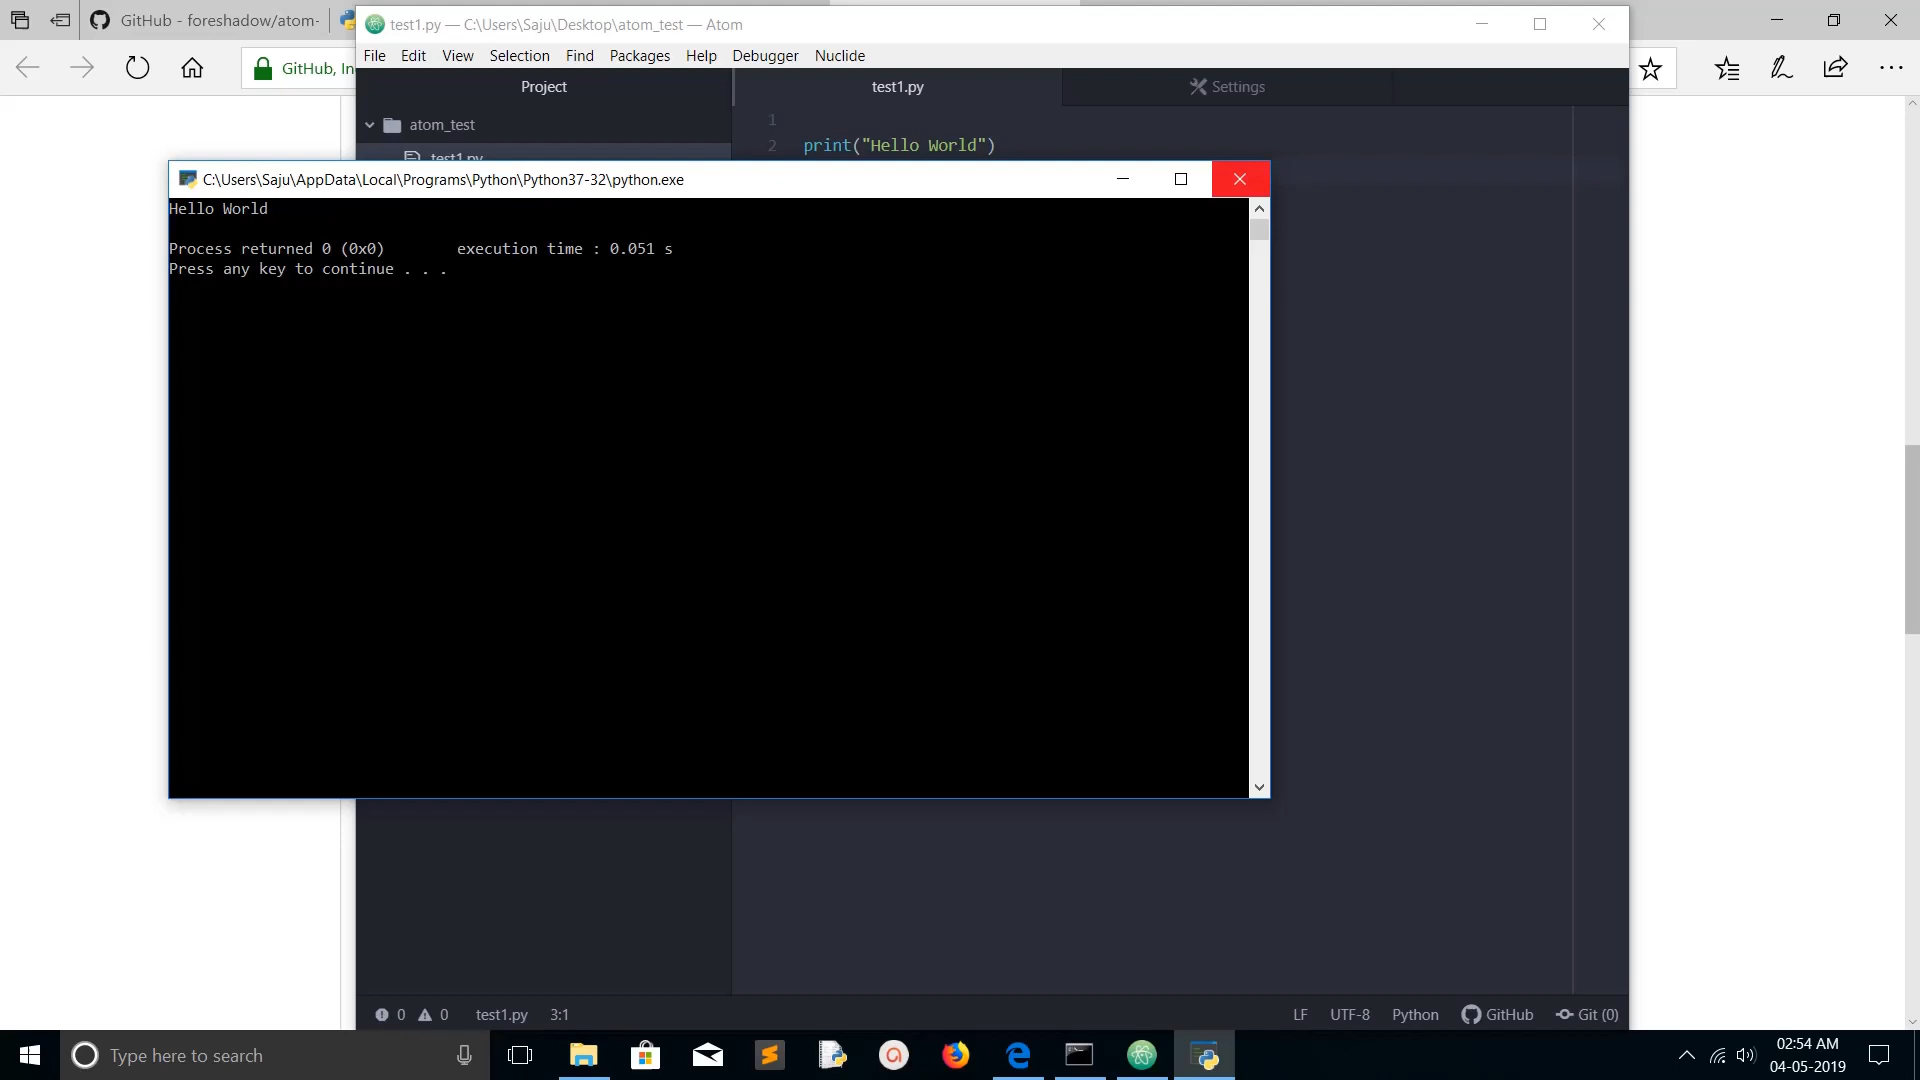 GitHub - foreshadow/atom-
test1.py — C:\Users\Saju\Desktop\atom_test — Atom
File Edit View Selection Find Packages Help Debugger Nuclide
GitHub, In
Project
test1.py
Settings
atom_test
1
test1.py
2 print("Hello World")
C:\Users\Saju\AppData\Local\Programs\Python\Python37-32\python.exe
Hello World
Process returned 0 (0x0) execution time : 0.051 s
Press any key to continue . . .
0 0 test1.py 3:1
LF UTF-8 Python GitHub Git (0)
Type here to search
02:54 AM
04-05-2019